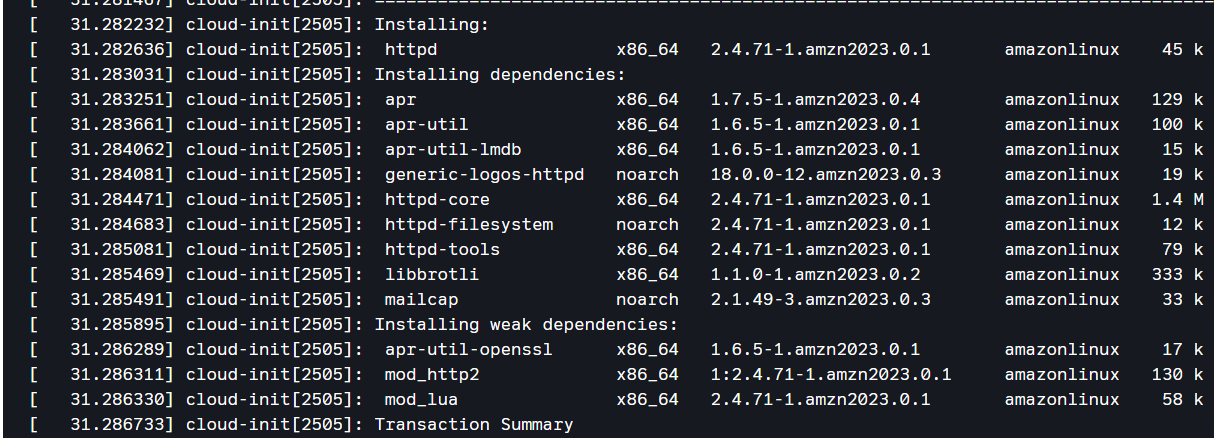 [   31.281467] cloud-init[2505]: ================================================================================
[   31.282232] cloud-init[2505]: Installing:
[   31.282636] cloud-init[2505]:  httpd                 x86_64   2.4.71-1.amzn2023.0.1       amazonlinux    45 k
[   31.283031] cloud-init[2505]: Installing dependencies:
[   31.283251] cloud-init[2505]:  apr                   x86_64   1.7.5-1.amzn2023.0.4        amazonlinux   129 k
[   31.283661] cloud-init[2505]:  apr-util              x86_64   1.6.5-1.amzn2023.0.1        amazonlinux   100 k
[   31.284062] cloud-init[2505]:  apr-util-lmdb         x86_64   1.6.5-1.amzn2023.0.1        amazonlinux    15 k
[   31.284081] cloud-init[2505]:  generic-logos-httpd   noarch   18.0.0-12.amzn2023.0.3      amazonlinux    19 k
[   31.284471] cloud-init[2505]:  httpd-core            x86_64   2.4.71-1.amzn2023.0.1       amazonlinux   1.4 M
[   31.284683] cloud-init[2505]:  httpd-filesystem      noarch   2.4.71-1.amzn2023.0.1       amazonlinux    12 k
[   31.285081] cloud-init[2505]:  httpd-tools           x86_64   2.4.71-1.amzn2023.0.1       amazonlinux    79 k
[   31.285469] cloud-init[2505]:  libbrotli             x86_64   1.1.0-1.amzn2023.0.2        amazonlinux   333 k
[   31.285491] cloud-init[2505]:  mailcap               noarch   2.1.49-3.amzn2023.0.3       amazonlinux    33 k
[   31.285895] cloud-init[2505]: Installing weak dependencies:
[   31.286289] cloud-init[2505]:  apr-util-openssl      x86_64   1.6.5-1.amzn2023.0.1        amazonlinux    17 k
[   31.286311] cloud-init[2505]:  mod_http2             x86_64   1:2.4.71-1.amzn2023.0.1     amazonlinux   130 k
[   31.286330] cloud-init[2505]:  mod_lua               x86_64   2.4.71-1.amzn2023.0.1       amazonlinux    58 k
[   31.286733] cloud-init[2505]: Transaction Summary